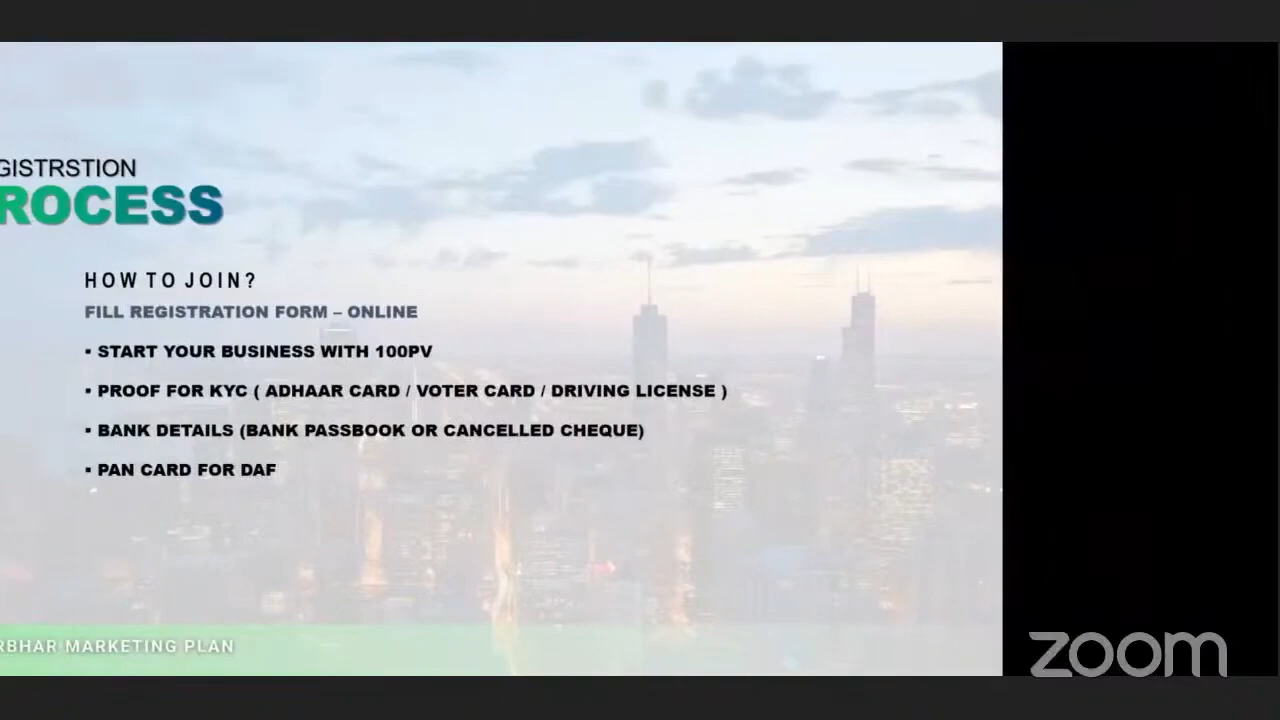 GISTRSTION
ROCESS
HOW TO JOIN?
FILL REGISTRATION FORM – ONLINE
▪ START YOUR BUSINESS WITH 100PV
▪ PROOF FOR KYC ( ADHAAR CARD / VOTER CARD / DRIVING LICENSE )
▪ BANK DETAILS (BANK PASSBOOK OR CANCELLED CHEQUE)
▪ PAN CARD FOR DAF
RBHAR MARKETING PLAN
zoom